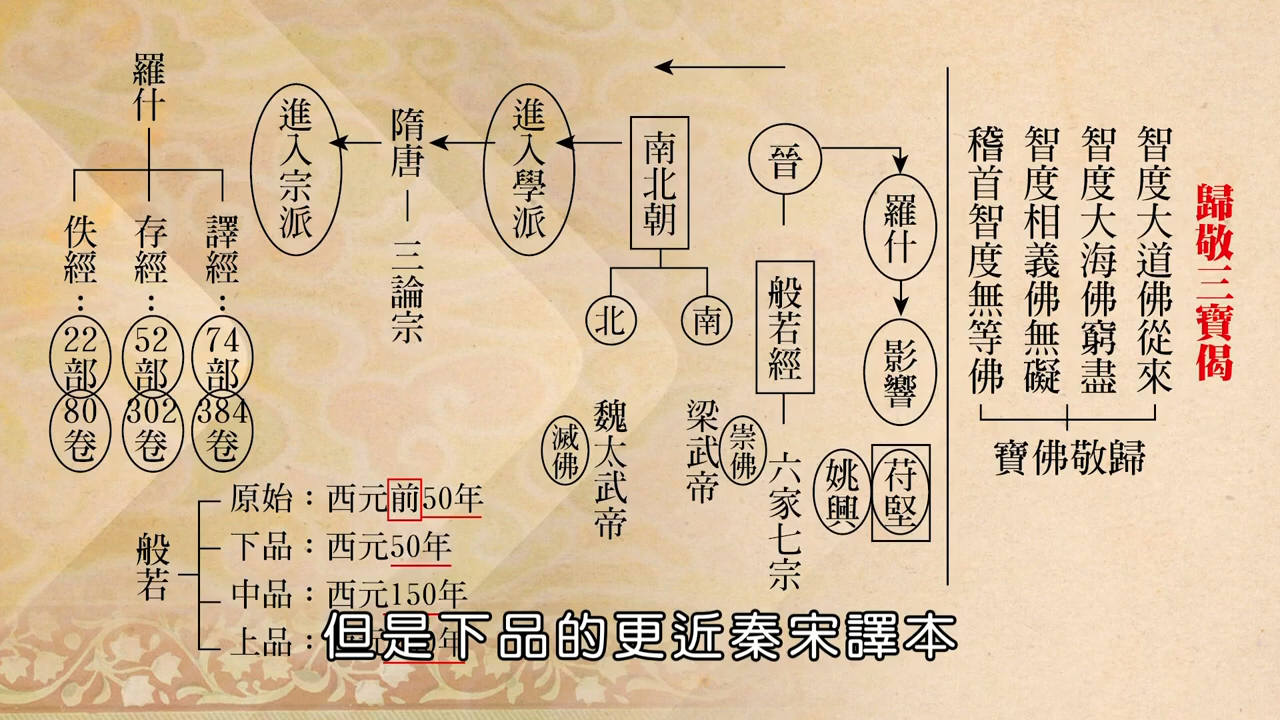 歸敬三寶偈
智度大道佛從來
智度大海佛窮盡
智度相義佛無礙
稽首智度無等佛
寶佛敬歸
晉
羅什
影響
苻堅
姚興
般若經
六家七宗
南北朝
南
北
梁武帝
崇佛
魏太武帝
滅佛
進入學派
隋唐—三論宗
進入宗派
羅什
譯經：74部384卷
存經：52部302卷
佚經：22部80卷
般若
原始：西元前50年
下品：西元50年
中品：西元150年
上品：
年
但是下品的更近秦宋譯本